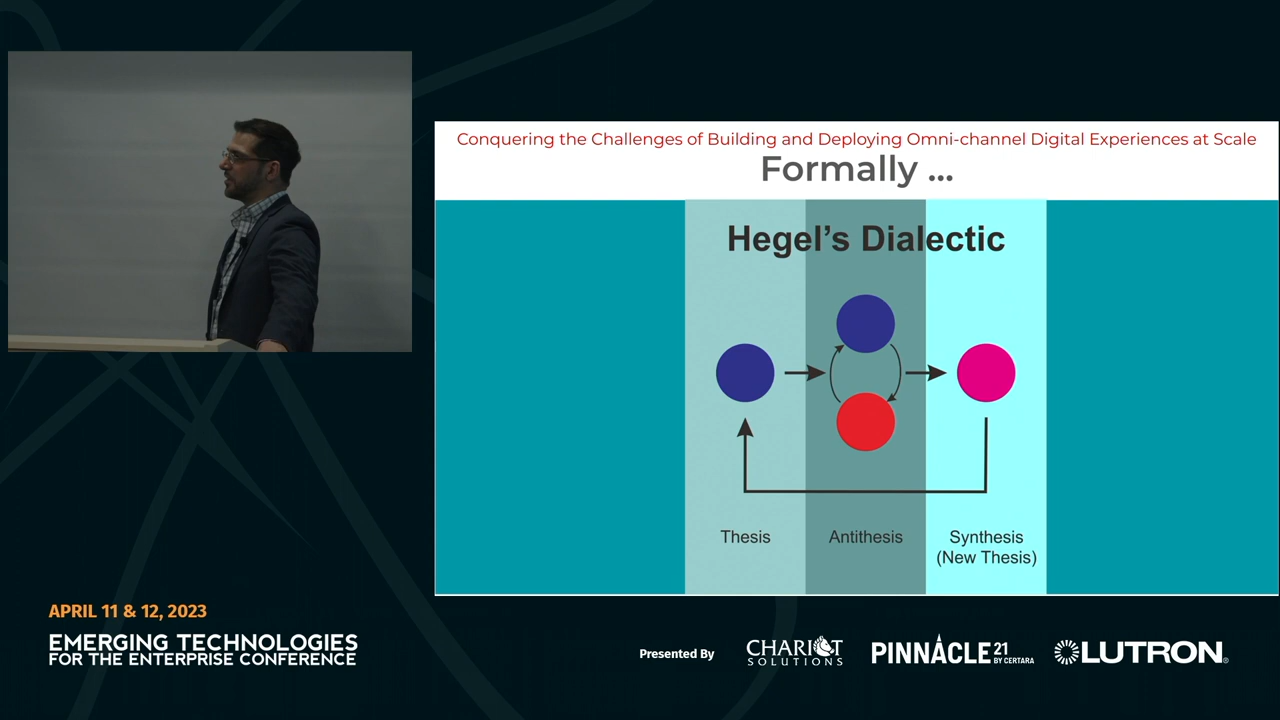 Conquering the Challenges of Building and Deploying Omni-channel Digital Experiences at Scale
Formally ...
Hegel's Dialectic
Thesis
Antithesis
Synthesis
(New Thesis)
APRIL 11 & 12, 2023
EMERGING TECHNOLOGIES
FOR THE ENTERPRISE CONFERENCE
Presented By
CHARIOT
SOLUTIONS
PINNACLE 21
BY CERTARA
LUTRON®